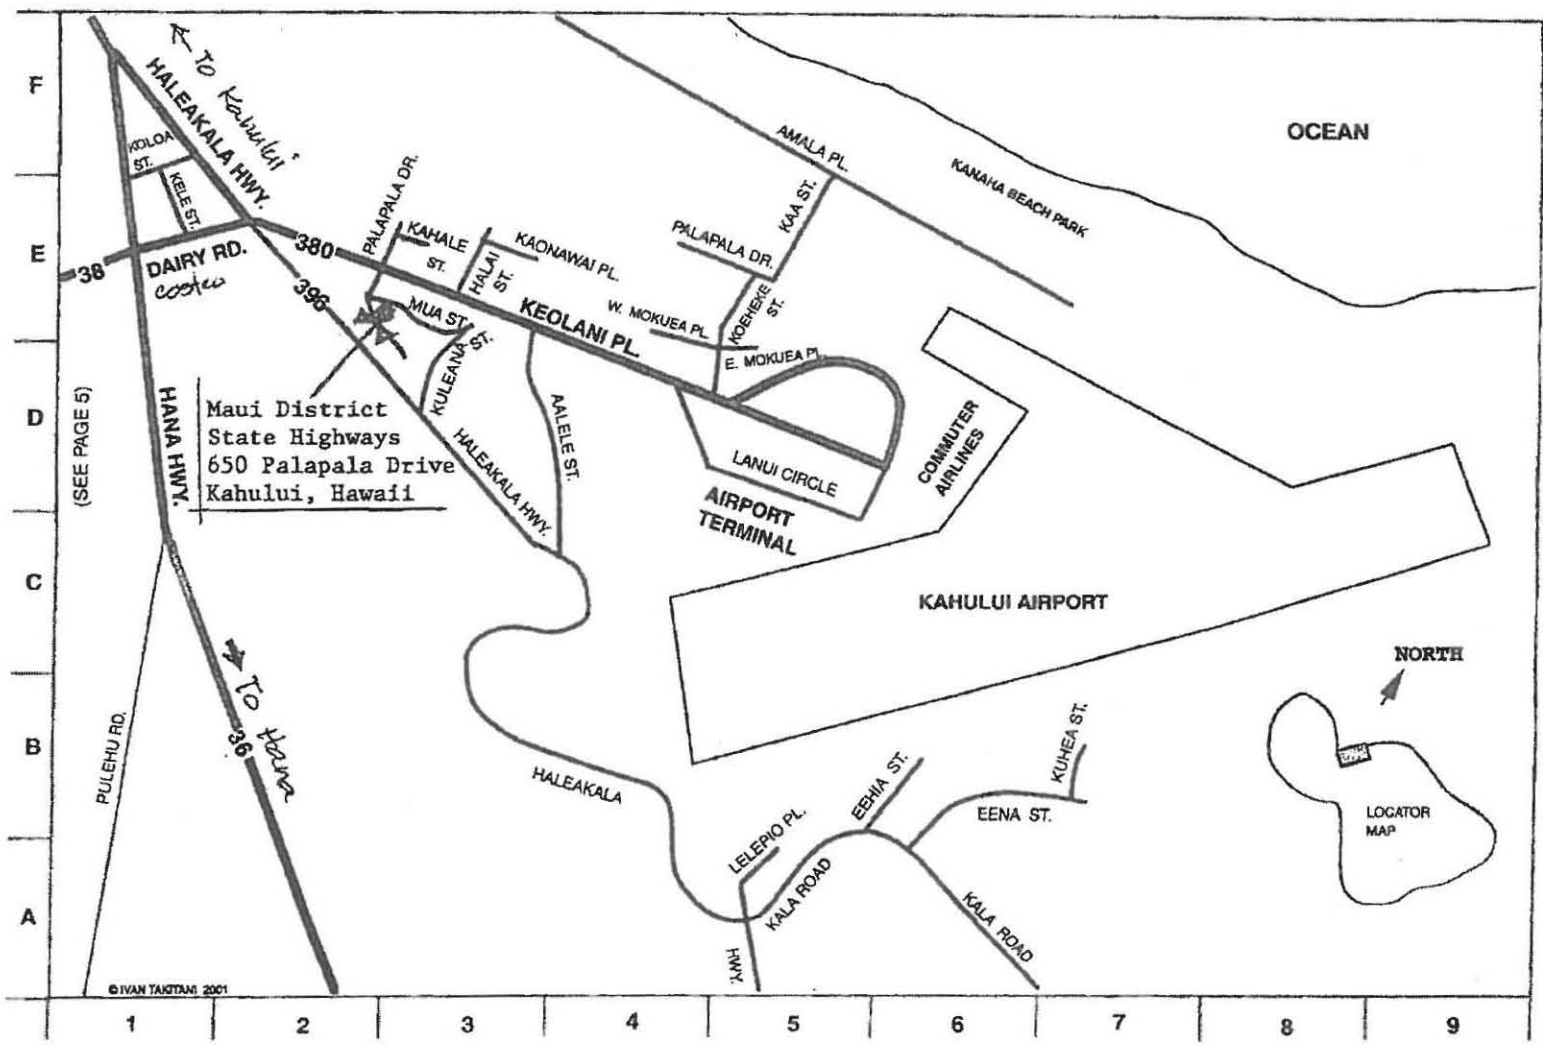 F
E
D
C
B
A
1
2
3
4
5
6
7
8
9
To Kahului
HALEAKALA HWY.
KOLOA
ST.
KELE ST.
DAIRY RD.
costco
38
380
396
PALAPALA DR.
KAHALE
ST.
HALAI
ST.
KAONAWAI PL.
MUA ST.
KULEANA ST.
KEOLANI PL.
W. MOKUEA PL.
E. MOKUEA PL.
KOEHEKE
ST.
PALAPALA DR.
KAA ST.
AMALA PL.
KANAHA BEACH PARK
OCEAN
(SEE PAGE 5)
HANA HWY.
Maui District
State Highways
650 Palapala Drive
Kahului, Hawaii
HALEAKALA HWY.
AALELE ST.
LANUI CIRCLE
AIRPORT
TERMINAL
COMMUTER
AIRLINES
KAHULUI AIRPORT
NORTH
LOCATOR
MAP
To Hana
36
PULEHU RD.
HALEAKALA
HWY.
LELEPIO PL.
KALA ROAD
EEHIA ST.
EENA ST.
KUHEA ST.
KALA ROAD
© IVAN TAKITANI 2001